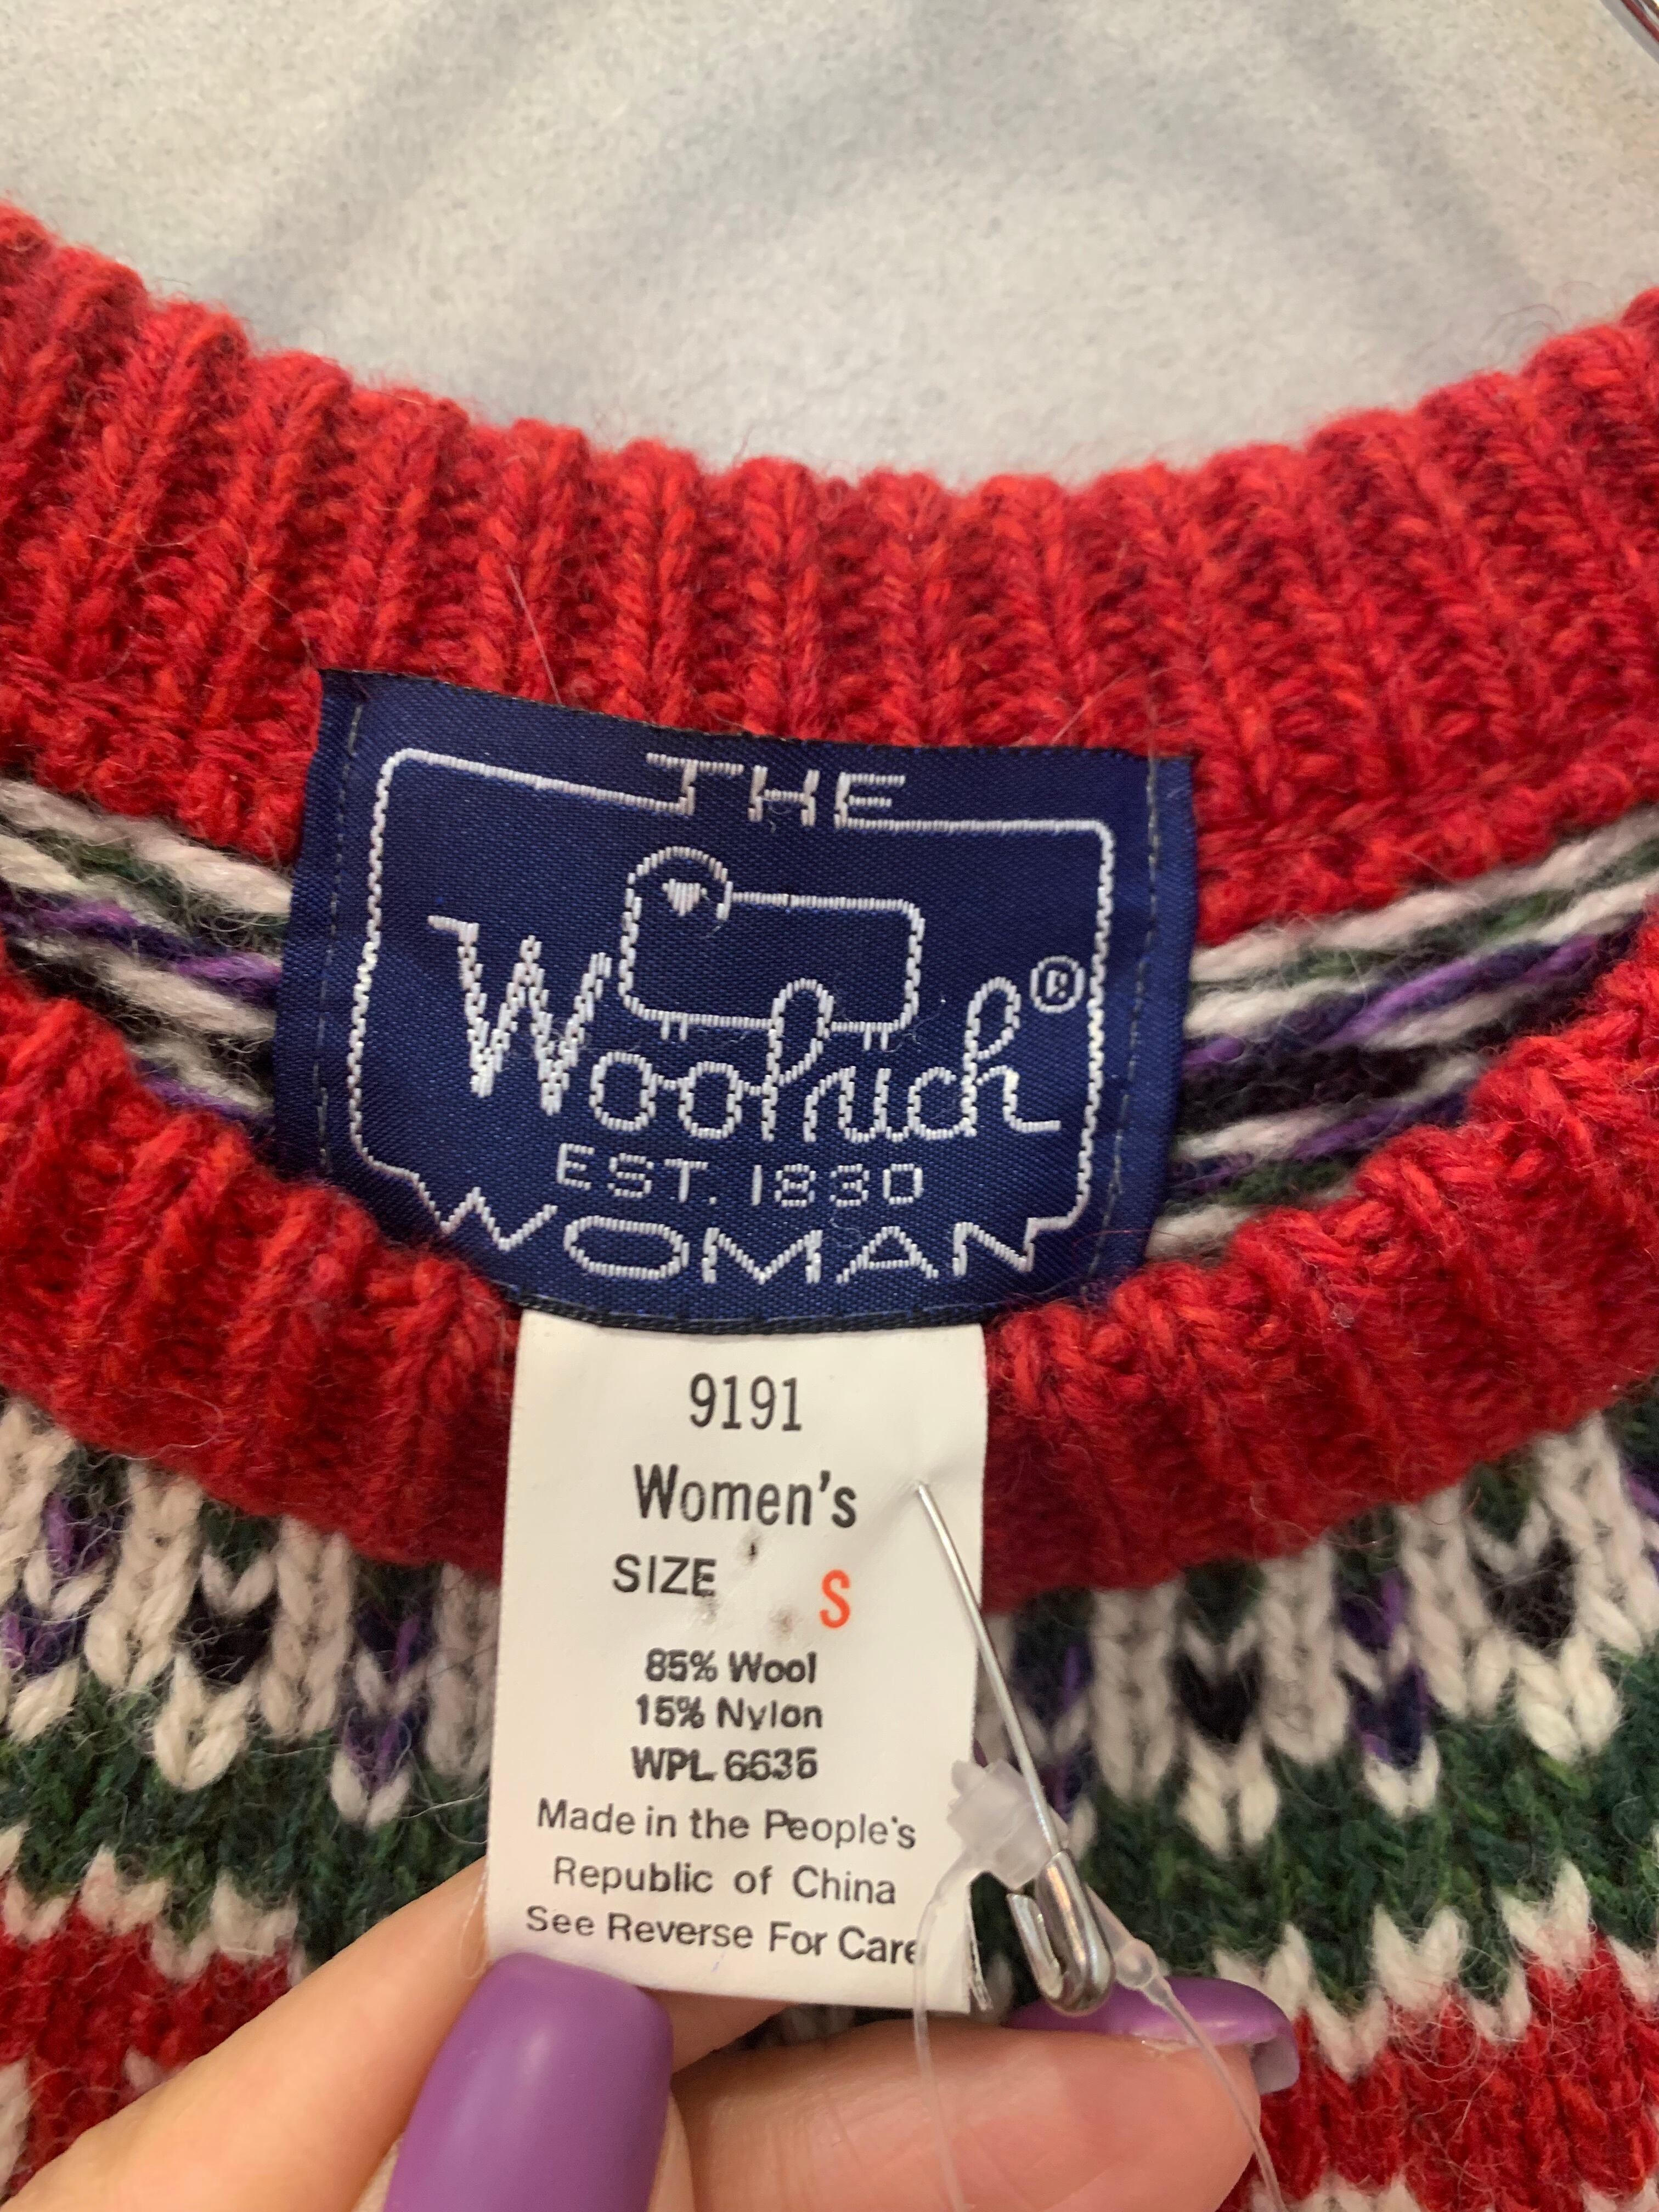 THE
Woolrich®
EST. 1830
WOMAN
9191
Women's
SIZE S
85% Wool
15% Nylon
WPL 6635
Made in the People's
Republic of China
See Reverse For Care